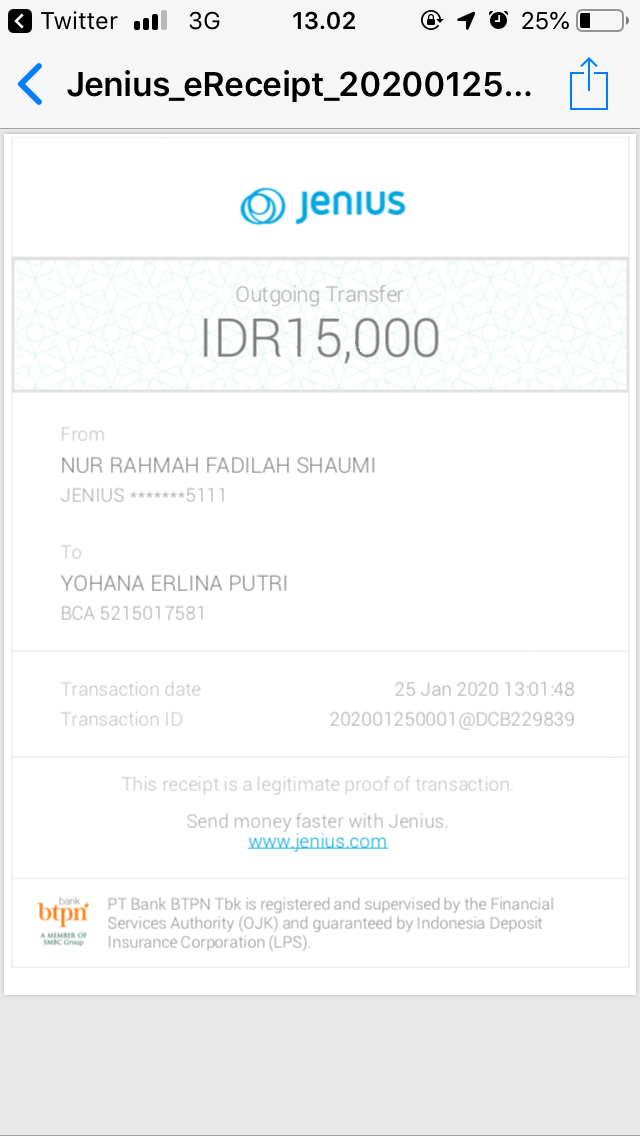 Twitter 3G 13.02 25%
Jenius_eReceipt_20200125...
Jenius
Outgoing Transfer
IDR15,000
From
NUR RAHMAH FADILAH SHAUMI
JENIUS *******5111
To
YOHANA ERLINA PUTRI
BCA 5215017581
Transaction date 25 Jan 2020 13:01:48
Transaction ID 202001250001@DCB229839
This receipt is a legitimate proof of transaction.
Send money faster with Jenius.
www.jenius.com
bank
btpn
A MEMBER OF
SMBC Group
PT Bank BTPN Tbk is registered and supervised by the Financial
Services Authority (OJK) and guaranteed by Indonesia Deposit
Insurance Corporation (LPS).